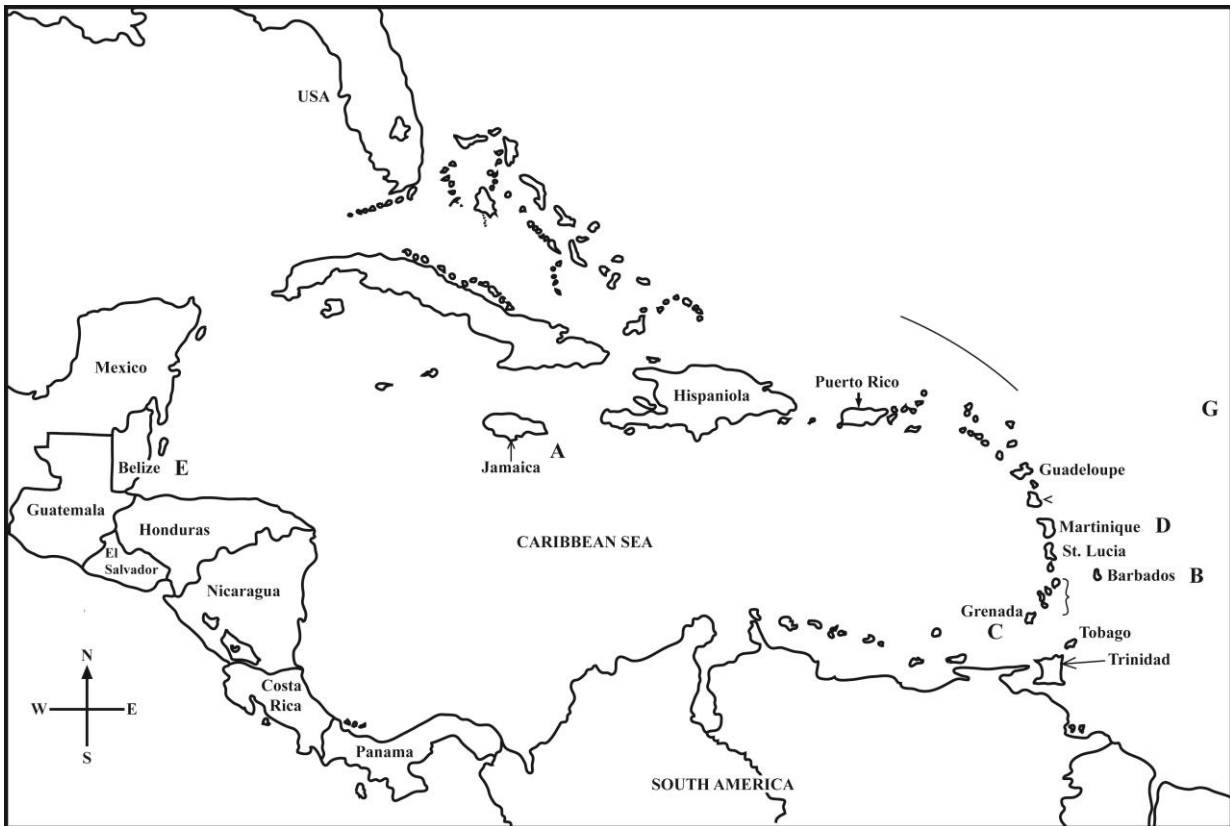 USA
Mexico
Hispaniola
Puerto Rico
G
A
Jamaica
Belize E
Guadeloupe
Guatemala
Honduras
Martinique D
CARIBBEAN SEA
St. Lucia
El
Salvador
Barbados B
Nicaragua
Grenada
C
Tobago
N
Trinidad
Costa
Rica
W E
Panama
S
SOUTH AMERICA